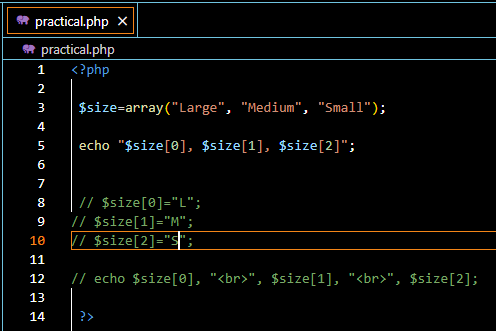 practical.php ×
practical.php
1 <?php
2
3 $size=array("Large", "Medium", "Small");
4
5 echo "$size[0], $size[1], $size[2]";
6
7
8 // $size[0]="L";
9 // $size[1]="M";
10 // $size[2]="S";
11
12 // echo $size[0], "<br>", $size[1], "<br>", $size[2];
13
14 ?>